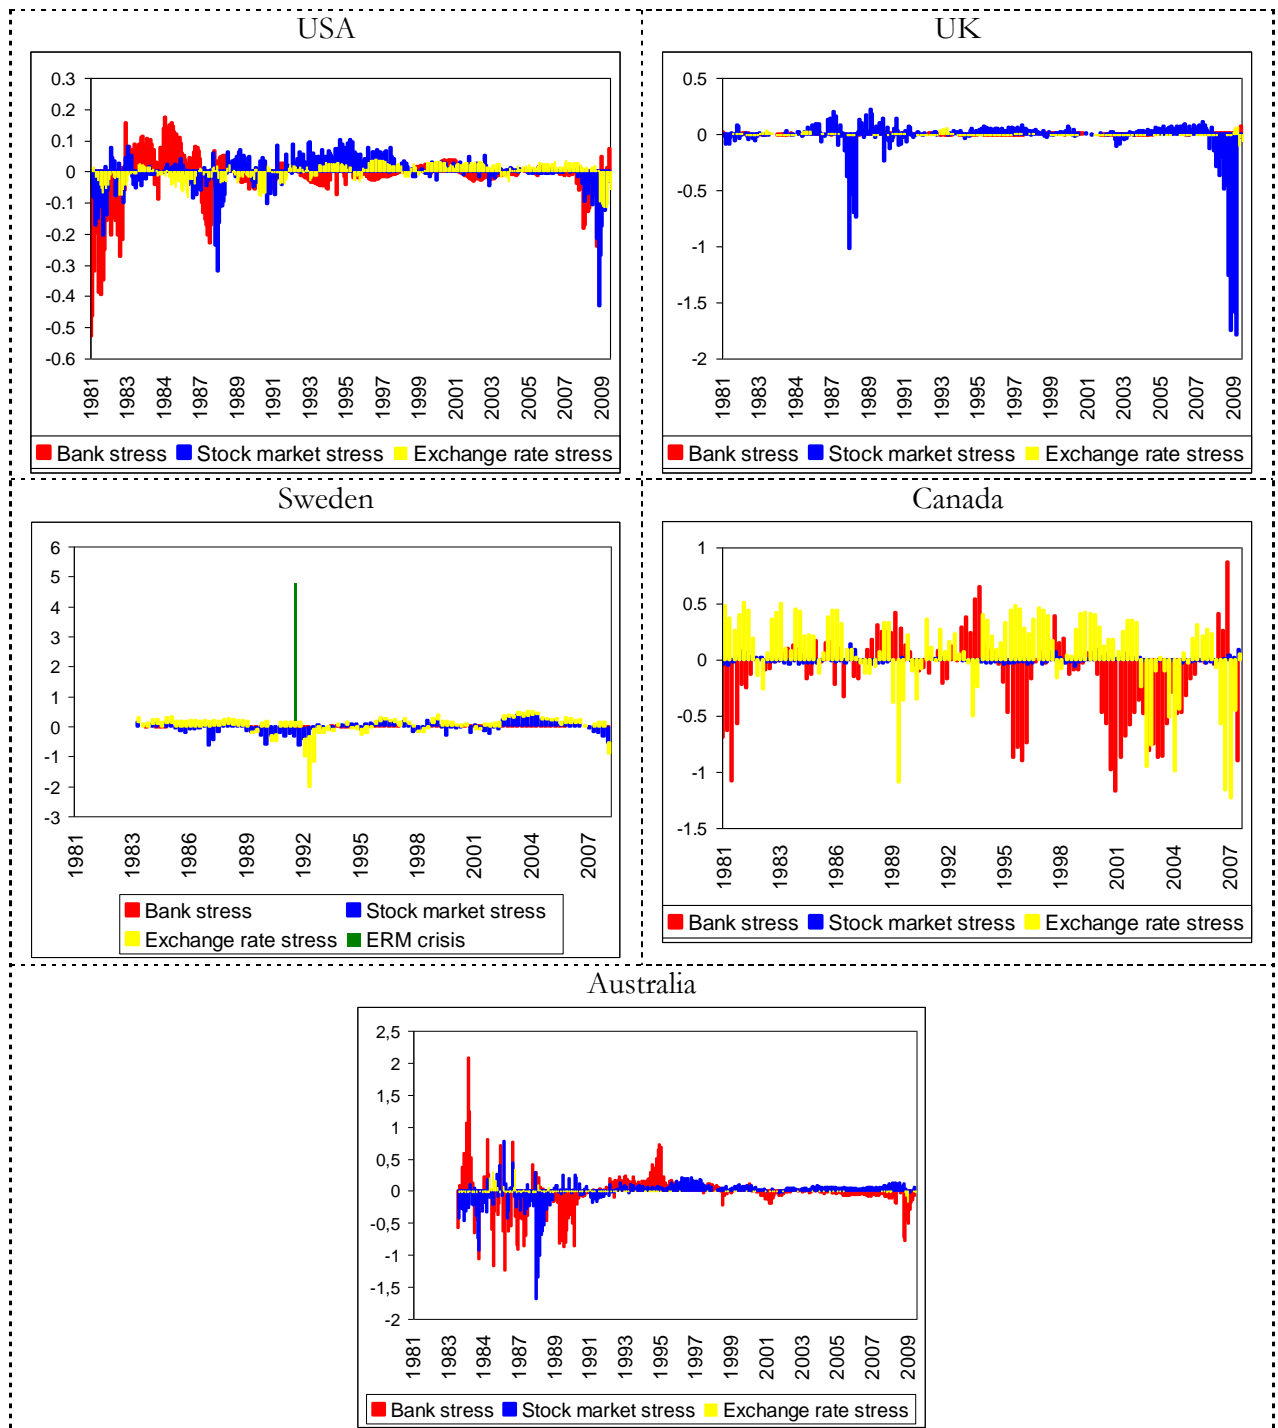 USA
0.3
0.2
0.1
0
-0.1
-0.2
-0.3
-0.4
-0.5
-0.6
1981 1983 1984 1987 1989 1991 1993 1995 1997 1999 2001 2003 2005 2007 2009
Bank stress Stock market stress Exchange rate stress
UK
0.5
0
-0.5
-1
-1.5
-2
1981 1983 1984 1987 1989 1991 1993 1995 1997 1999 2001 2003 2005 2007 2009
Bank stress Stock market stress Exchange rate stress
Sweden
6
5
4
3
2
1
0
-1
-2
-3
1981 1983 1986 1989 1992 1995 1998 2001 2004 2007
Bank stress Stock market stress
Exchange rate stress ERM crisis
Canada
1
0.5
0
-0.5
-1
-1.5
1981 1983 1986 1989 1992 1995 1998 2001 2004 2007
Bank stress Stock market stress Exchange rate stress
Australia
2,5
2
1,5
1
0,5
0
-0,5
-1
-1,5
-2
1981 1983 1984 1987 1989 1991 1993 1995 1997 1999 2001 2003 2005 2007 2009
Bank stress Stock market stress Exchange rate stress